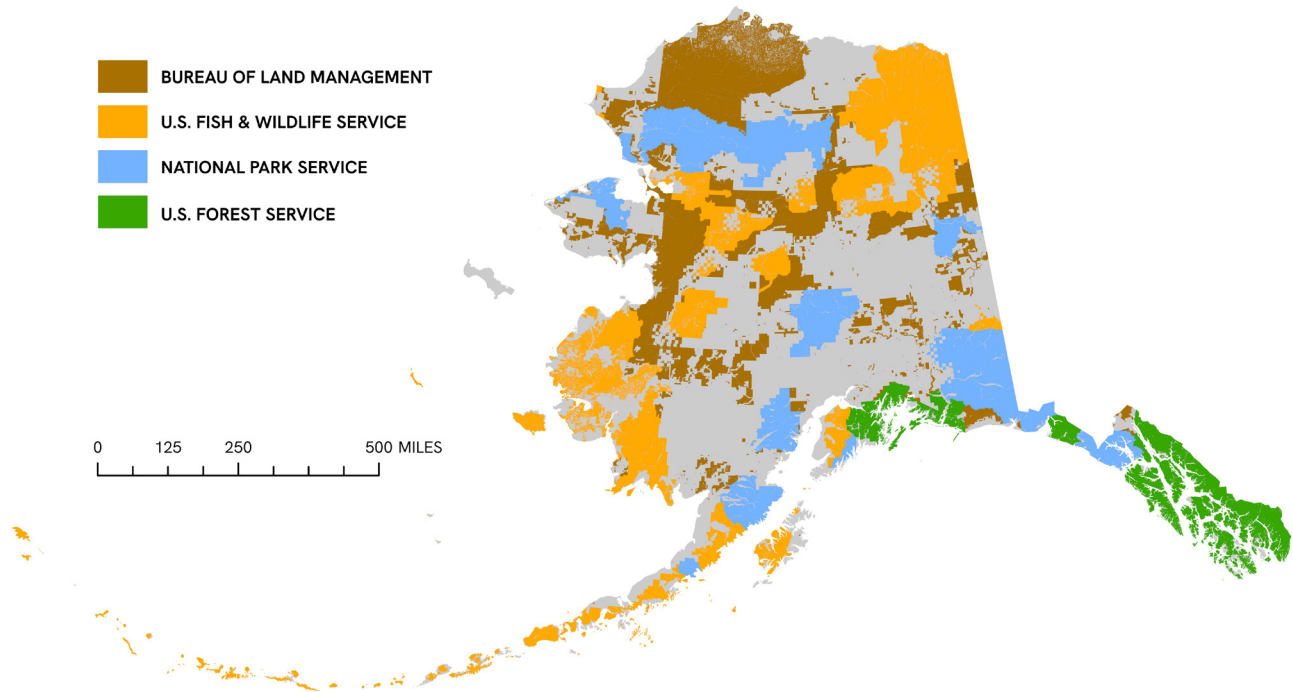 BUREAU OF LAND MANAGEMENT
U.S. FISH & WILDLIFE SERVICE
NATIONAL PARK SERVICE
U.S. FOREST SERVICE
0 125 250 500 MILES